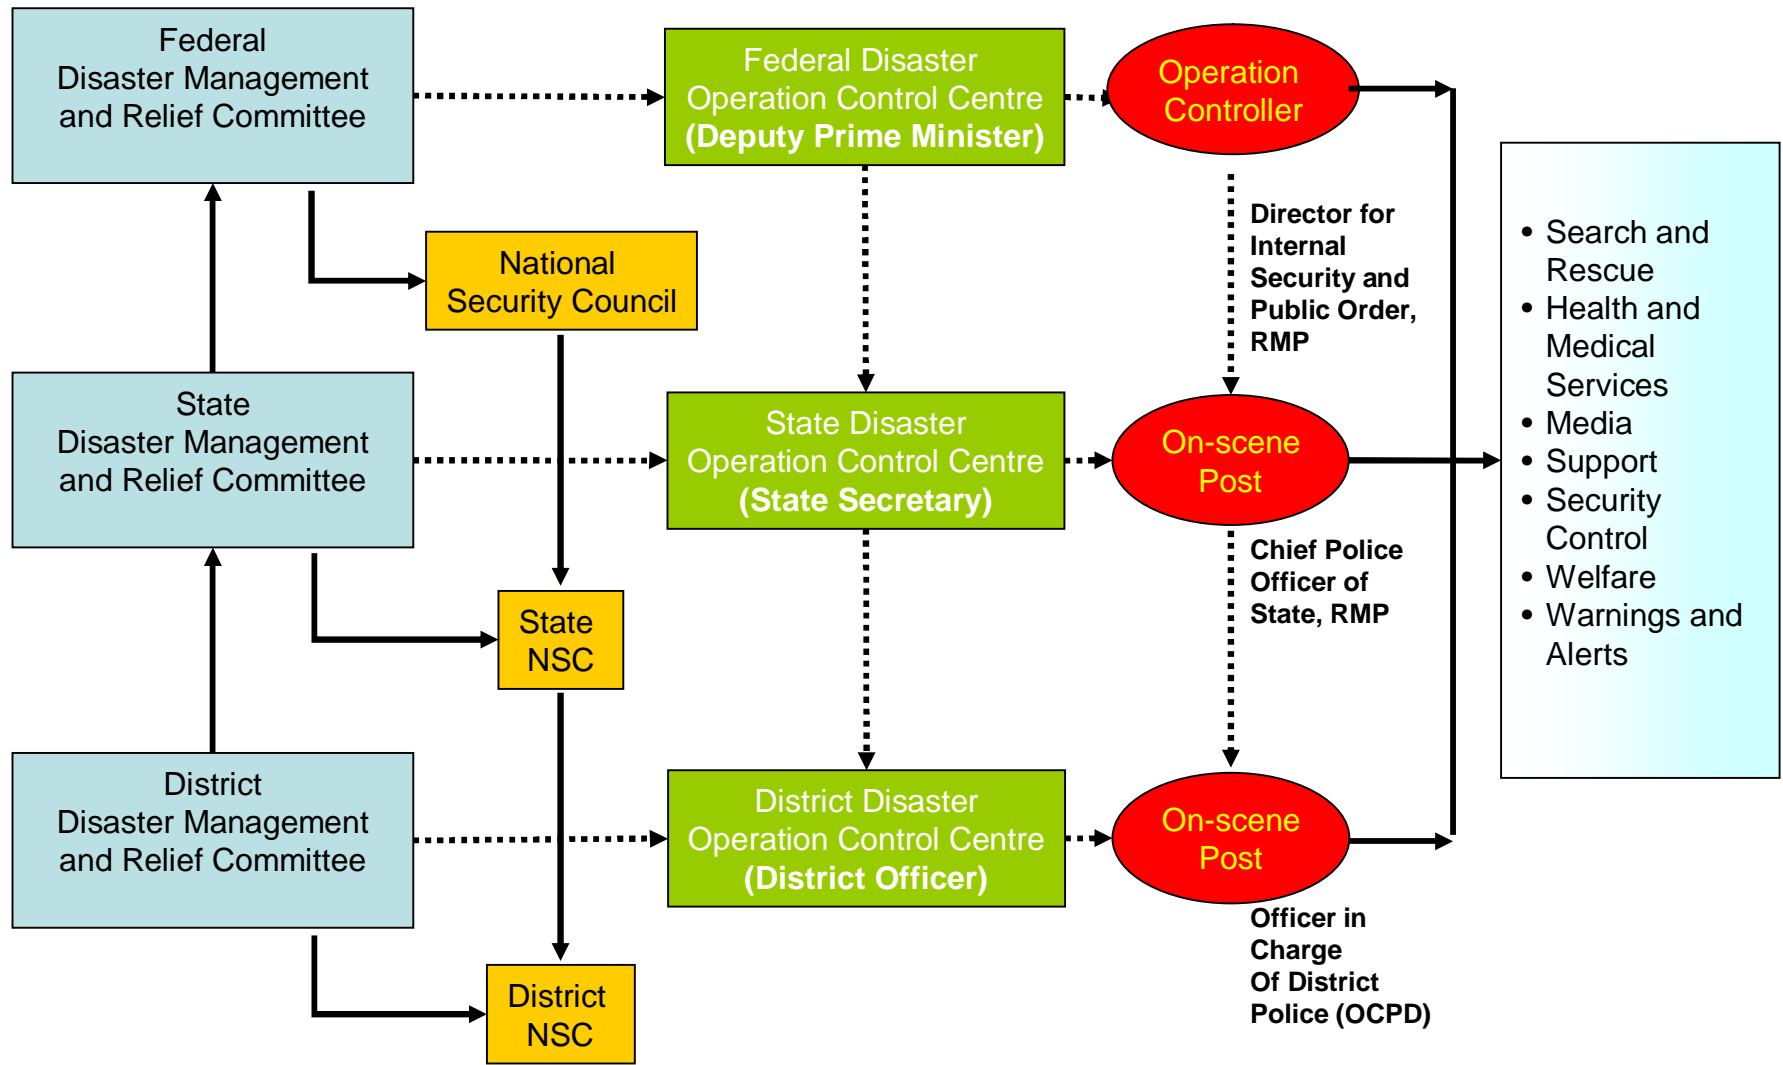 Federal
Disaster Management
and Relief Committee
Federal Disaster
Operation Control Centre
(Deputy Prime Minister)
Operation
Controller
Director for
Internal
Security and
Public Order,
RMP
National
Security Council
State
Disaster Management
and Relief Committee
State Disaster
Operation Control Centre
(State Secretary)
On-scene
Post
Chief Police
Officer of
State, RMP
State
NSC
District
Disaster Management
and Relief Committee
District Disaster
Operation Control Centre
(District Officer)
On-scene
Post
Officer in
Charge
Of District
Police (OCPD)
District
NSC
• Search and
Rescue
• Health and
Medical
Services
• Media
• Support
• Security
Control
• Welfare
• Warnings and
Alerts